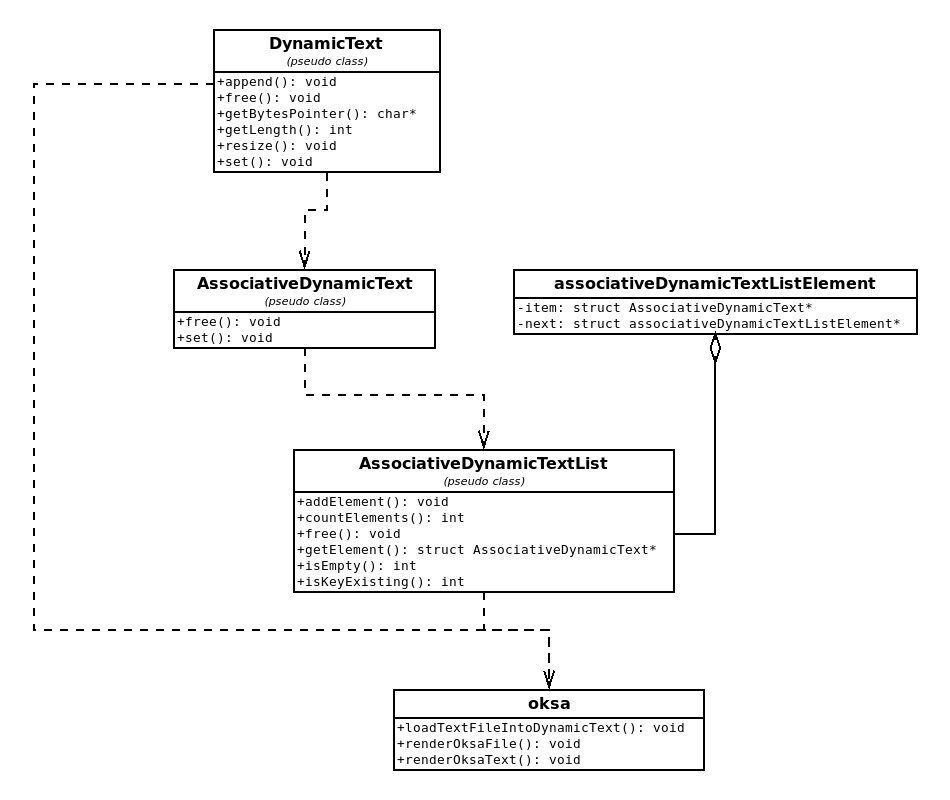 DynamicText
(pseudo class)
+append(): void
+free(): void
+getBytesPointer(): char*
+getLength(): int
+resize(): void
+set(): void
AssociativeDynamicText
(pseudo class)
+free(): void
+set(): void
associativeDynamicTextListElement
-item: struct AssociativeDynamicText*
-next: struct associativeDynamicTextListElement*
AssociativeDynamicTextList
(pseudo class)
+addElement(): void
+countElements(): int
+free(): void
+getElement(): struct AssociativeDynamicText*
+isEmpty(): int
+isKeyExisting(): int
oksa
+loadTextFileIntoDynamicText(): void
+renderOksaFile(): void
+renderOksaText(): void